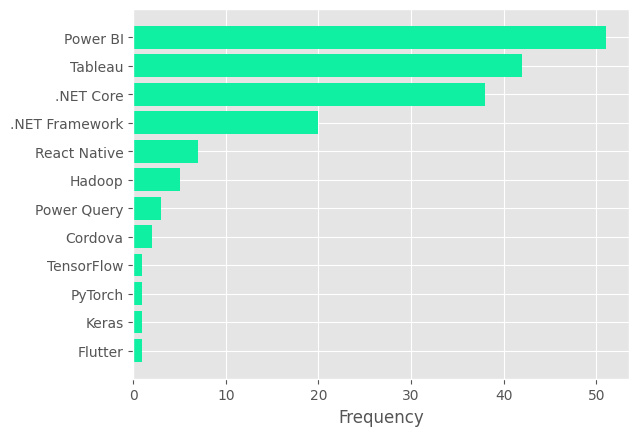 Power BI
Tableau
.NET Core
.NET Framework
React Native
Hadoop
Power Query
Cordova
TensorFlow
PyTorch
Keras
Flutter
0 10 20 30 40 50
Frequency